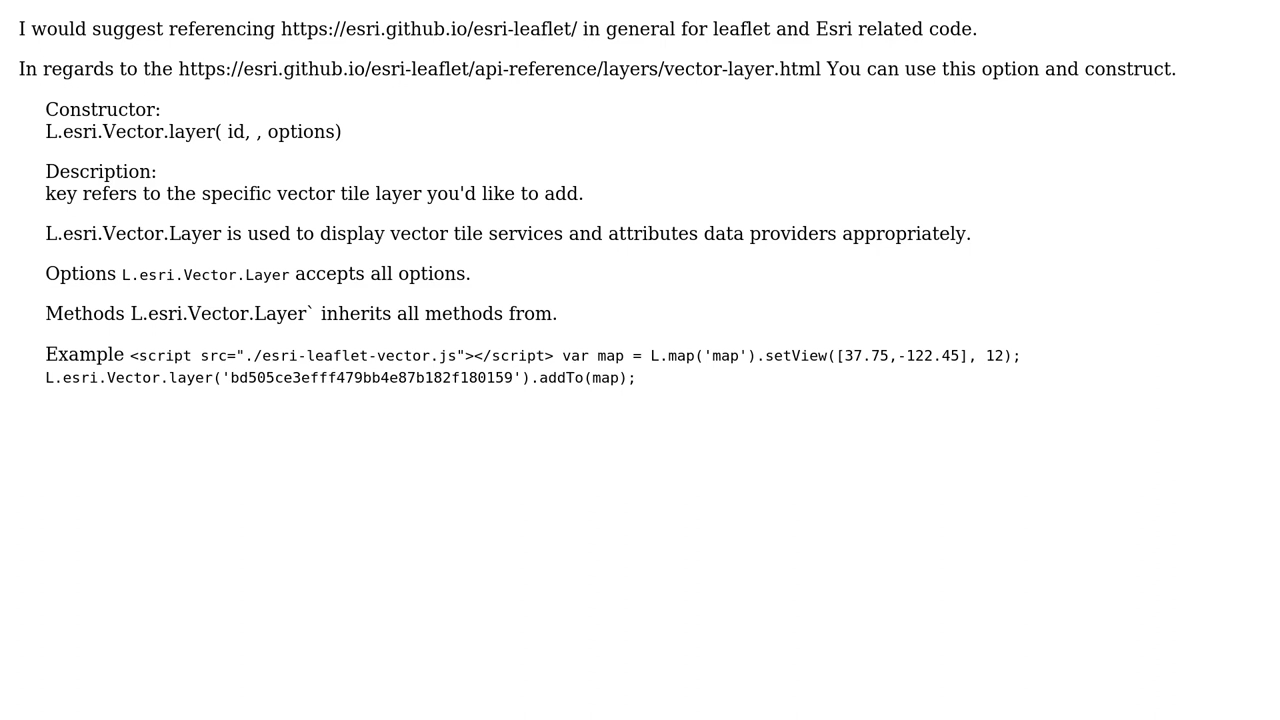 I would suggest referencing https://esri.github.io/esri-leaflet/ in general for leaflet and Esri related code.
In regards to the https://esri.github.io/esri-leaflet/api-reference/layers/vector-layer.html You can use this option and construct.
Constructor:
L.esri.Vector.layer( id, , options)
Description:
key refers to the specific vector tile layer you'd like to add.
L.esri.Vector.Layer is used to display vector tile services and attributes data providers appropriately.
Options L.esri.Vector.Layer accepts all options.
Methods L.esri.Vector.Layer` inherits all methods from.
Example <script src="./esri-leaflet-vector.js"></script> var map = L.map('map').setView([37.75,-122.45], 12);
L.esri.Vector.layer('bd505ce3efff479bb4e87b182f180159').addTo(map);